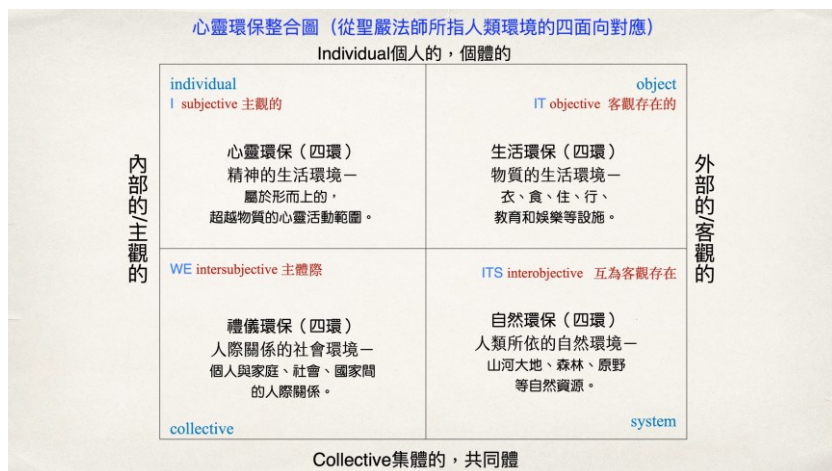 心靈環保整合圖（從聖嚴法師所指人類環境的四面向對應）
Individual個人的，個體的
內部的/主觀的
individual
I subjective 主觀的
心靈環保（四環）
精神的生活環境－
屬於形而上的，
超越物質的心靈活動範圍。
object
IT objective 客觀存在的
生活環保（四環）
物質的生活環境－
衣、食、住、行、
教育和娛樂等設施。
外部的/客觀的
WE intersubjective 主體際
禮儀環保（四環）
人際關係的社會環境－
個人與家庭、社會、國家間
的人際關係。
collective
ITS interobjective 互為客觀存在
自然環保（四環）
人類所依的自然環境－
山河大地、森林、原野
等自然資源。
system
Collective集體的，共同體